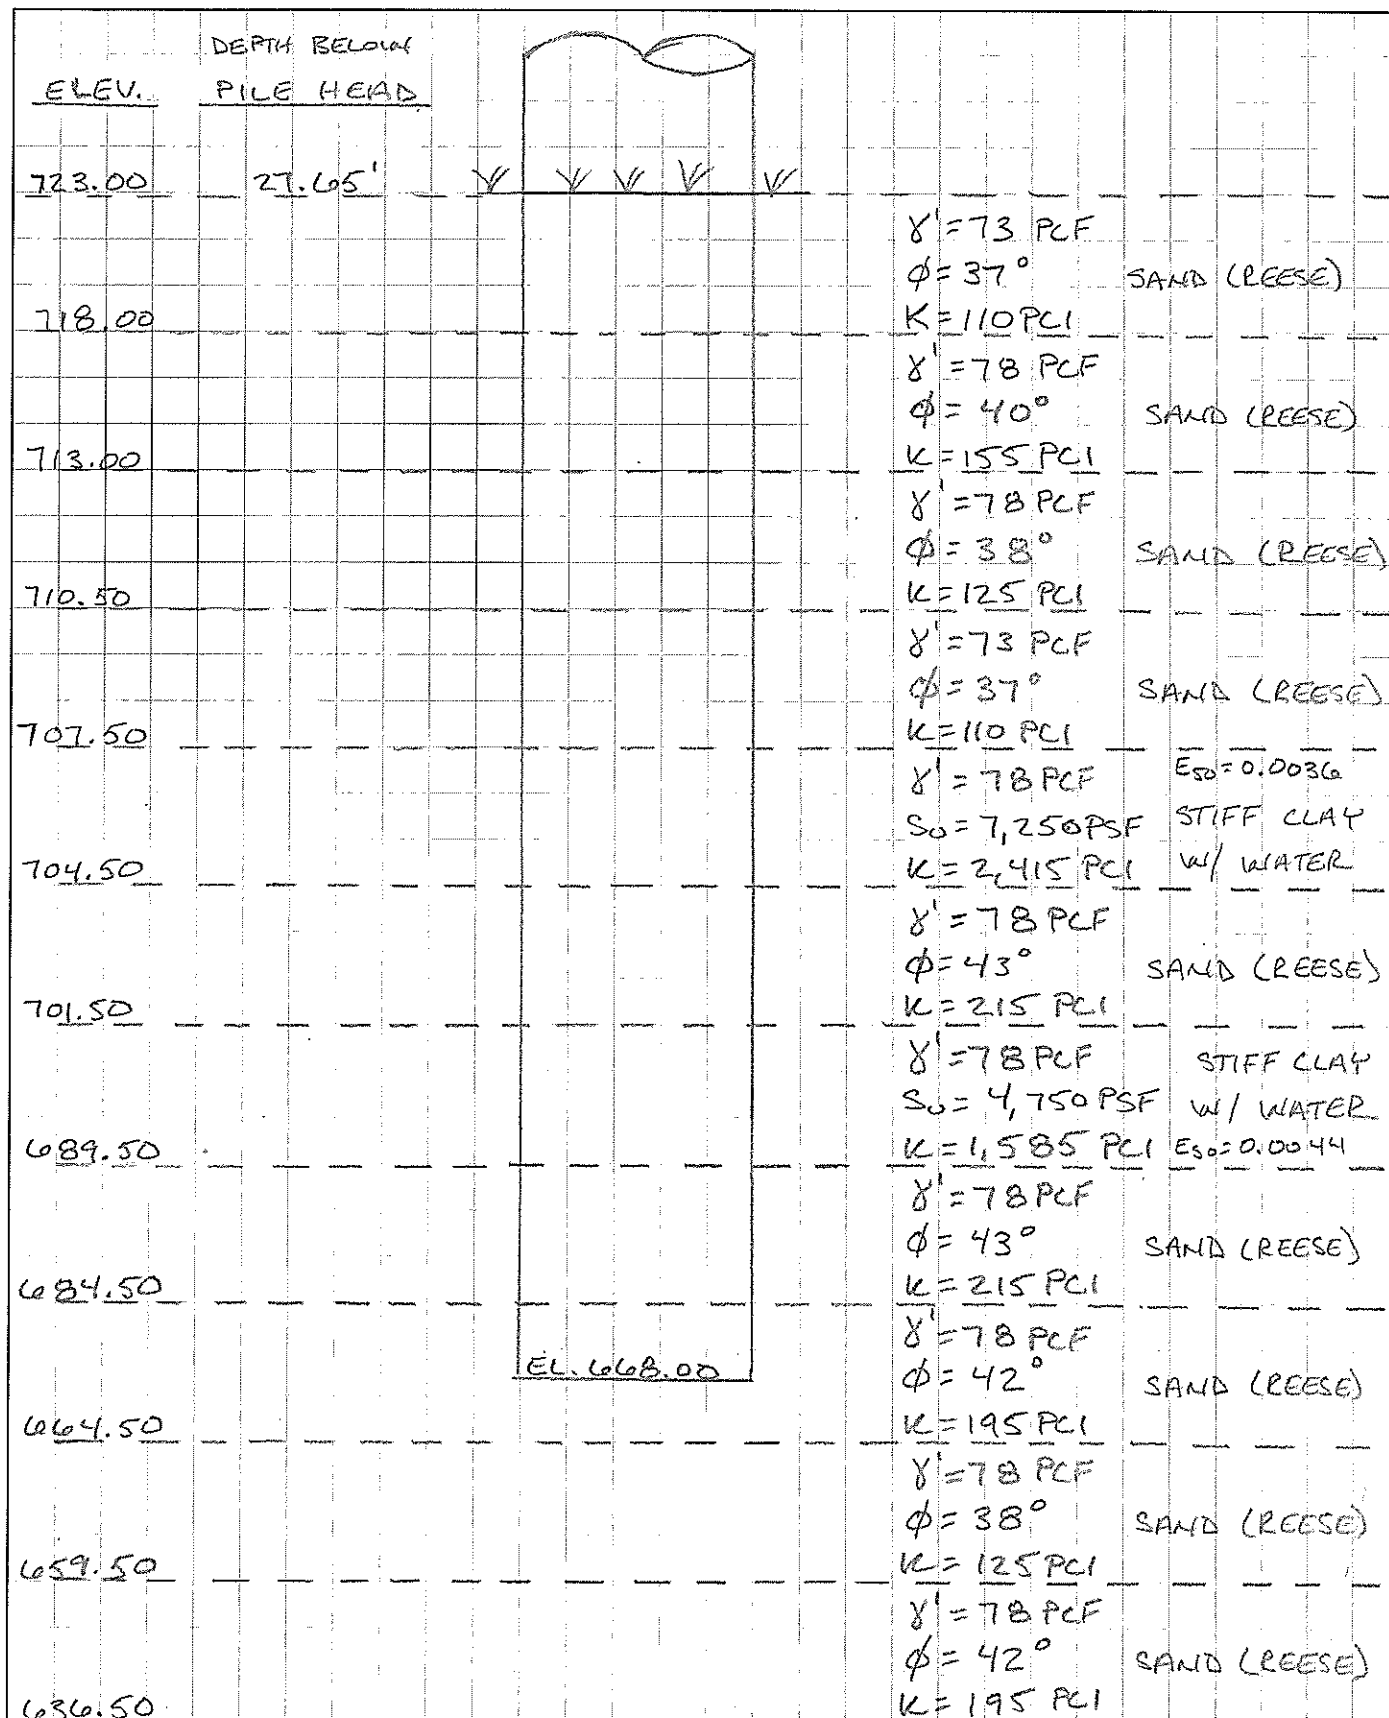 DEPTH BELOW
ELEV. PILE HEAD
723.00 27.65'
γ' = 73 PCF
φ = 37° SAND (REESE)
718.00 K = 110 PCI
γ' = 78 PCF
φ = 40° SAND (REESE)
713.00 K = 155 PCI
γ' = 78 PCF
φ = 38° SAND (REESE)
710.50 K = 125 PCI
γ' = 73 PCF
φ = 37° SAND (REESE)
707.50 K = 110 PCI
γ' = 78 PCF E50 = 0.0036
Su = 7,250 PSF STIFF CLAY
704.50 K = 2,415 PCI W/ WATER
γ' = 78 PCF
φ = 43° SAND (REESE)
701.50 K = 215 PCI
γ' = 78 PCF STIFF CLAY
Su = 4,750 PSF W/ WATER
689.50 K = 1,585 PCI E50 = 0.0044
γ' = 78 PCF
φ = 43° SAND (REESE)
684.50 K = 215 PCI
γ' = 78 PCF
EL. 668.00 φ = 42° SAND (REESE)
664.50 K = 195 PCI
γ' = 78 PCF
φ = 38° SAND (REESE)
659.50 K = 125 PCI
γ' = 78 PCF
φ = 42° SAND (REESE)
636.50 K = 195 PCI